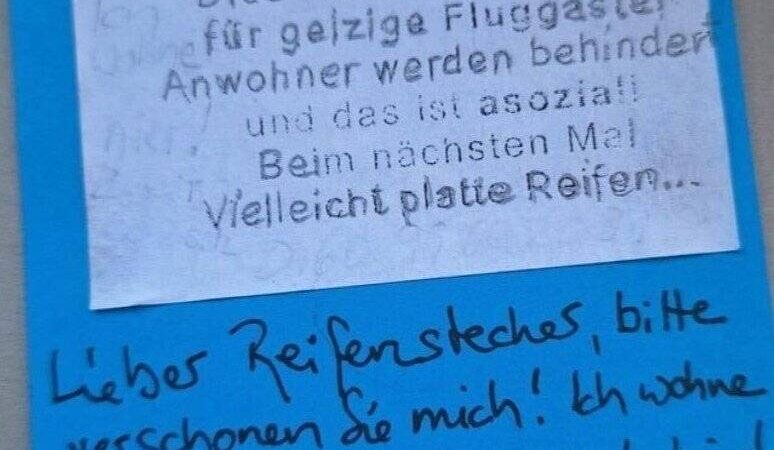 für geizige Fluggäste!
Anwohner werden behindert
und das ist asozial!
Beim nächsten Mal
Vielleicht platte Reifen...
Lieber Reifenstecher, bitte
verschonen Sie mich! Ich wohne